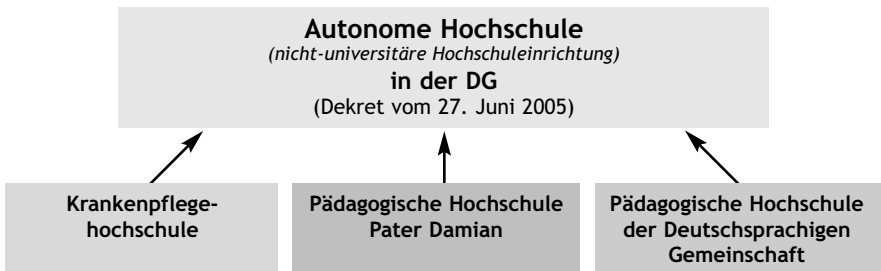 Autonome Hochschule
(nicht-universitäre Hochschuleinrichtung)
in der DG
(Dekret vom 27. Juni 2005)
Krankenpflege-
hochschule
Pädagogische Hochschule
Pater Damian
Pädagogische Hochschule
der Deutschsprachigen
Gemeinschaft